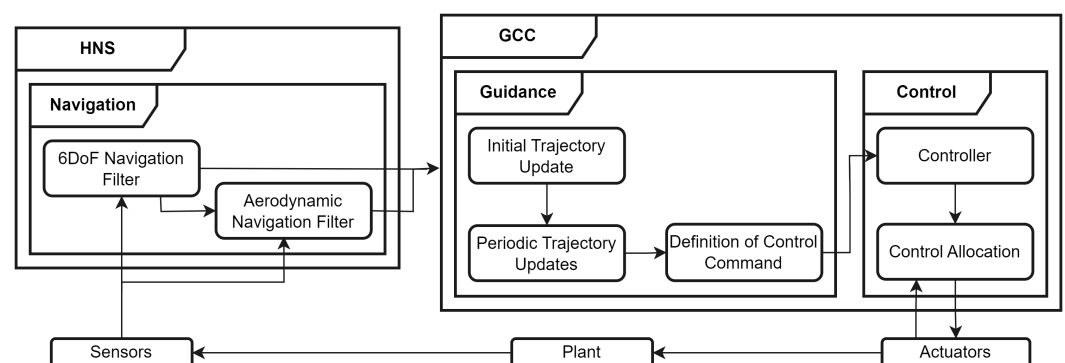 HNS
Navigation
6DoF Navigation
Filter
Aerodynamic
Navigation Filter
GCC
Guidance
Initial Trajectory
Update
Periodic Trajectory
Updates
Definition of Control
Command
Control
Controller
Control Allocation
Sensors
Plant
Actuators